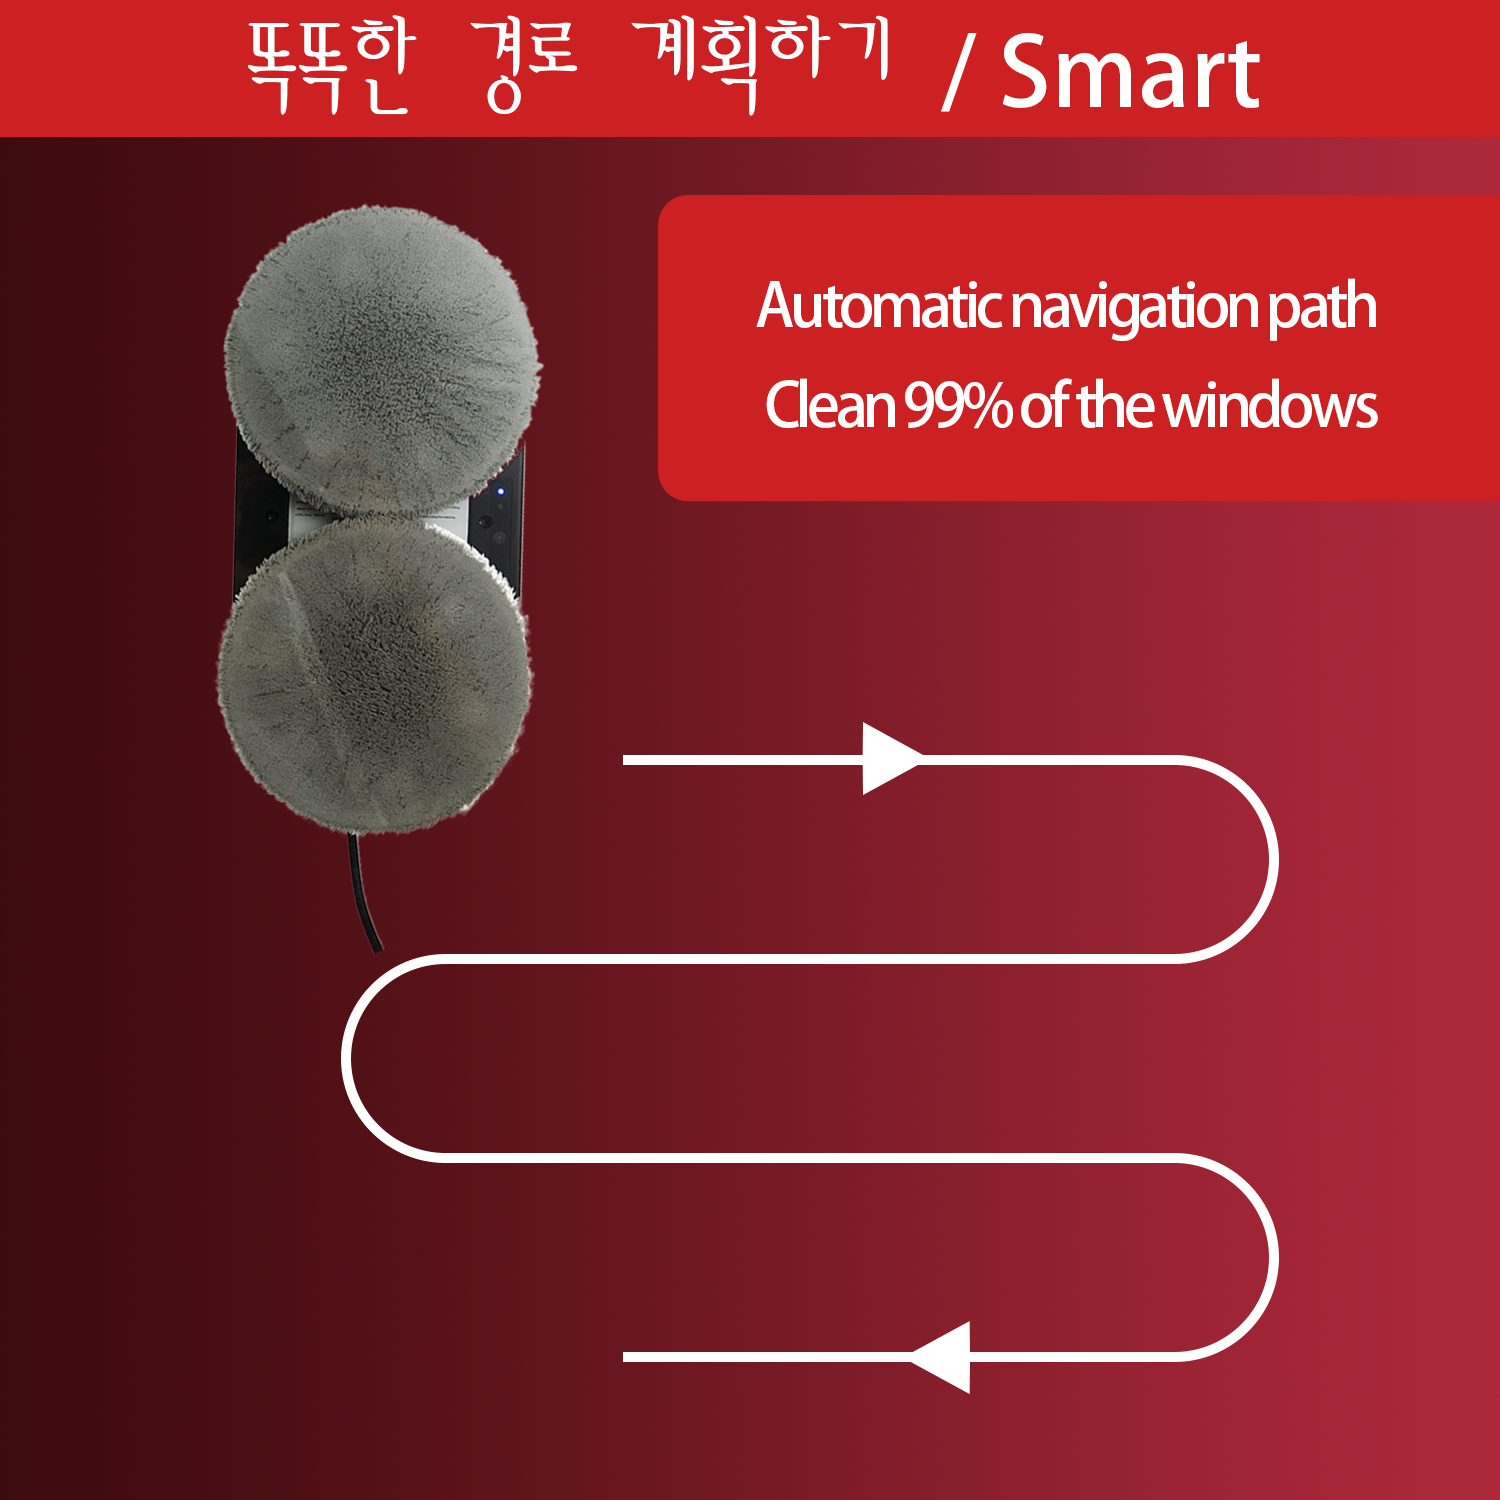 똑똑한 경로 계획하기 / Smart
Automatic navigation path
Clean 99% of the windows